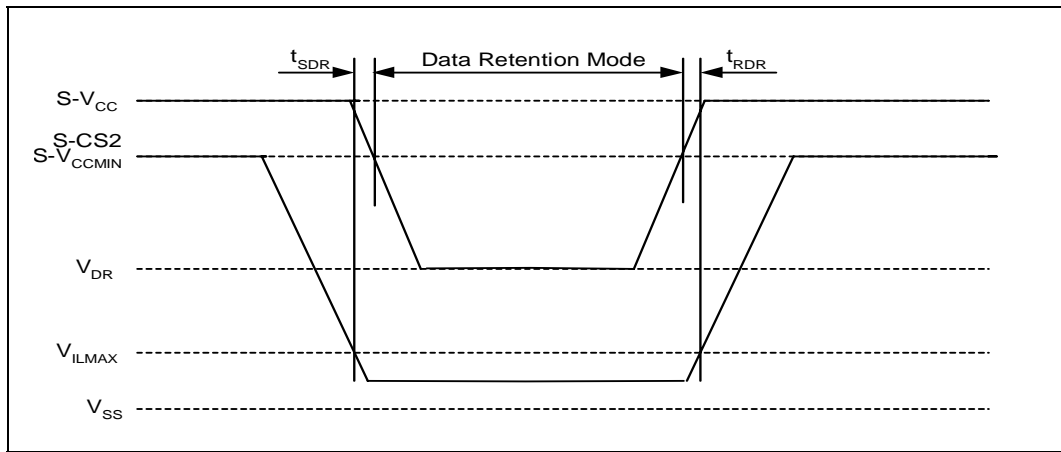 tSDR Data Retention Mode tRDR
S-VCC
S-CS2
S-VCCMIN
VDR
VILMAX
VSS